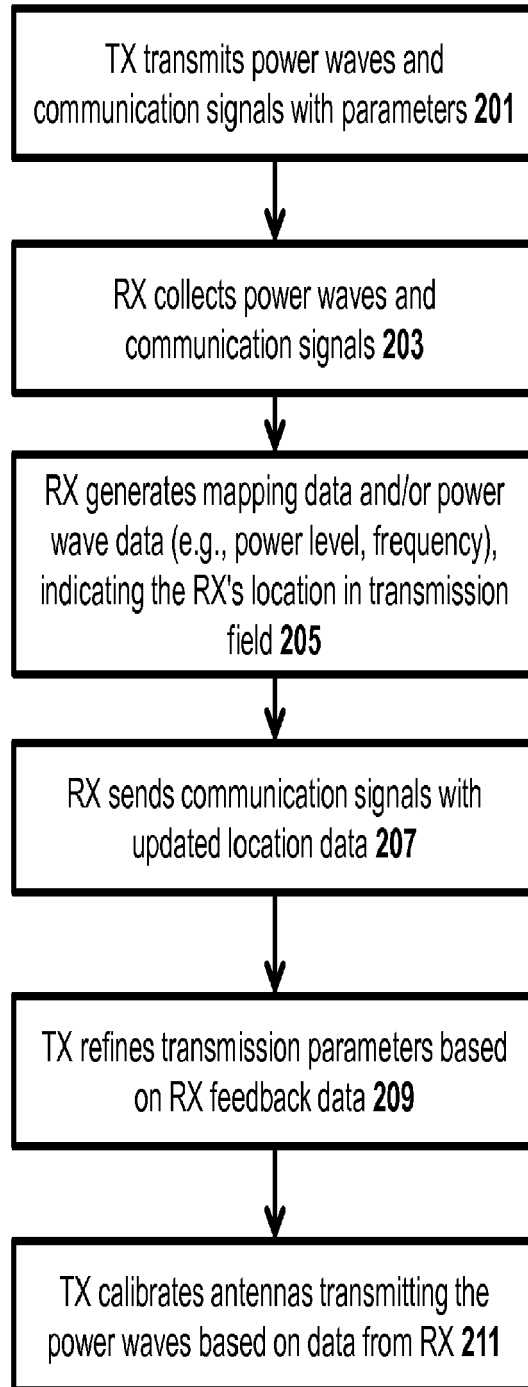 TX transmits power waves and
communication signals with parameters 201
RX collects power waves and
communication signals 203
RX generates mapping data and/or power
wave data (e.g., power level, frequency),
indicating the RX's location in transmission
field 205
RX sends communication signals with
updated location data 207
TX refines transmission parameters based
on RX feedback data 209
TX calibrates antennas transmitting the
power waves based on data from RX 211